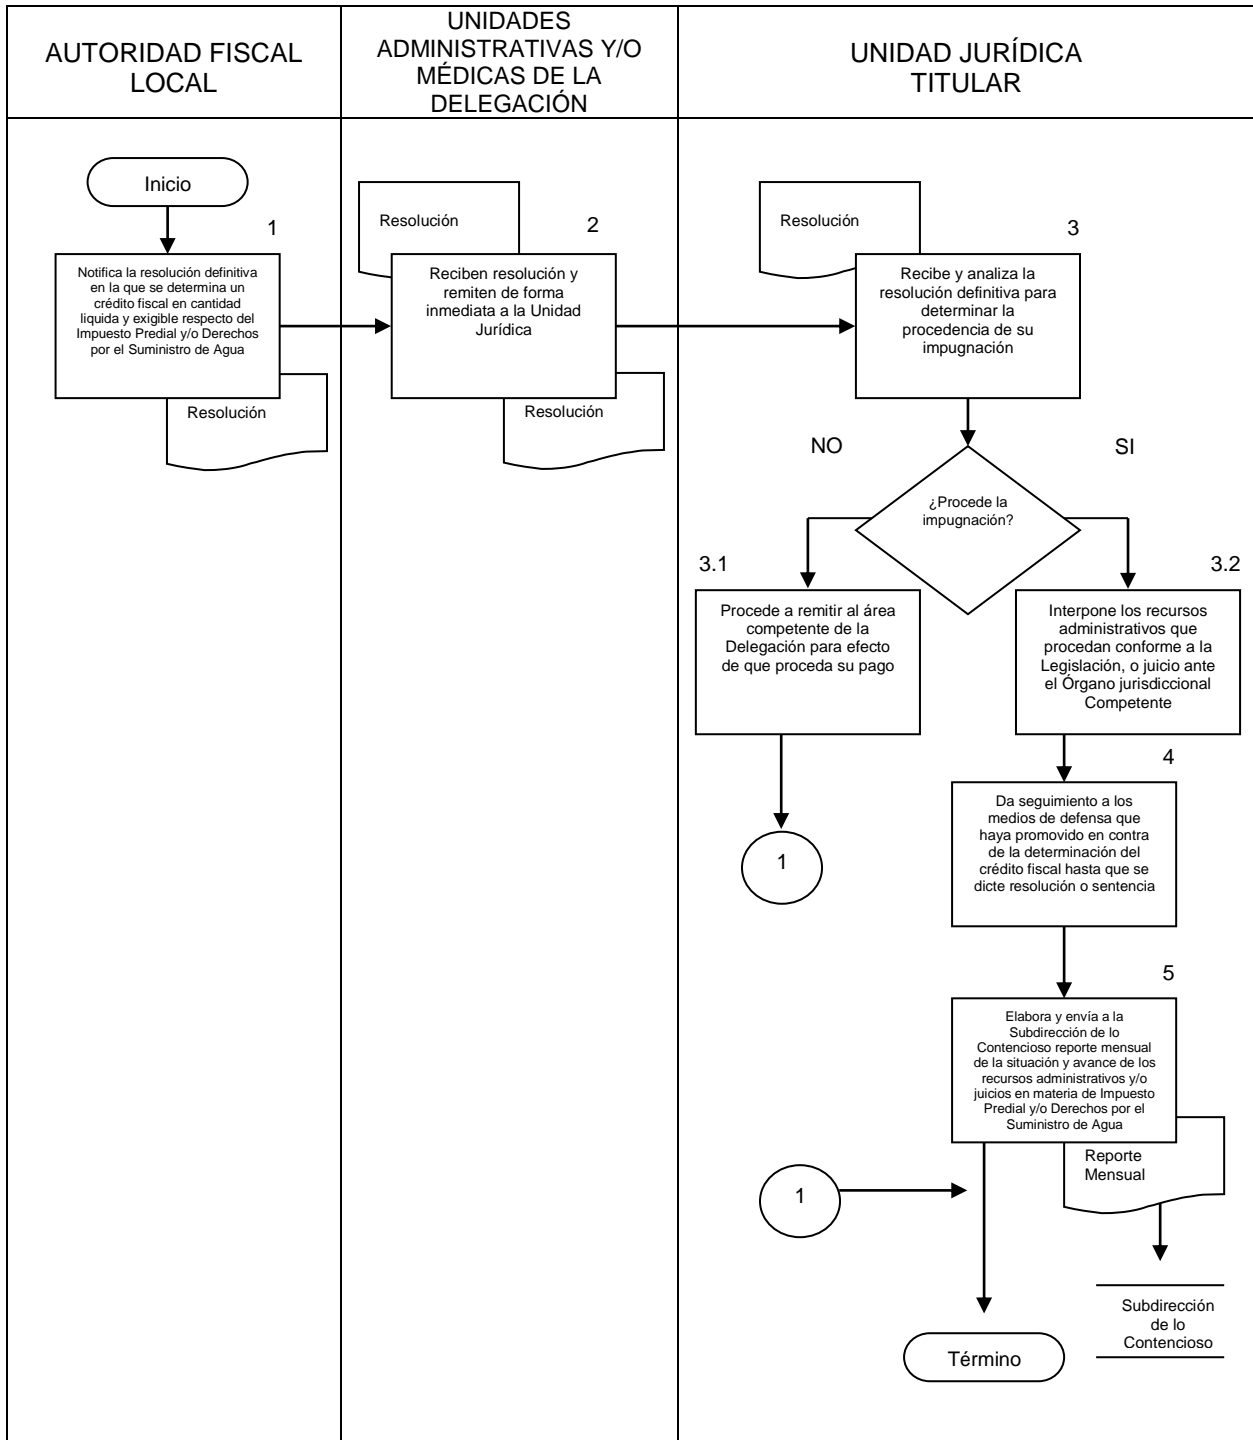 AUTORIDAD FISCAL
LOCAL
UNIDADES
ADMINISTRATIVAS Y/O
MÉDICAS DE LA
DELEGACIÓN
UNIDAD JURÍDICA
TITULAR
Inicio
1
Notifica la resolución definitiva
en la que se determina un
crédito fiscal en cantidad
liquida y exigible respecto del
Impuesto Predial y/o Derechos
por el Suministro de Agua
Resolución
Resolución
2
Reciben resolución y
remiten de forma
inmediata a la Unidad
Jurídica
Resolución
Resolución
3
Recibe y analiza la
resolución definitiva para
determinar la
procedencia de su
impugnación
NO
SI
¿Procede la
impugnación?
3.1
Procede a remitir al área
competente de la
Delegación para efecto
de que proceda su pago
1
3.2
Interpone los recursos
administrativos que
procedan conforme a la
Legislación, o juicio ante
el Órgano jurisdiccional
Competente
4
Da seguimiento a los
medios de defensa que
haya promovido en contra
de la determinación del
crédito fiscal hasta que se
dicte resolución o sentencia
5
Elabora y envía a la
Subdirección de lo
Contencioso reporte mensual
de la situación y avance de los
recursos administrativos y/o
juicios en materia de Impuesto
Predial y/o Derechos por el
Suministro de Agua
Reporte
Mensual
1
Subdirección
de lo
Contencioso
Término